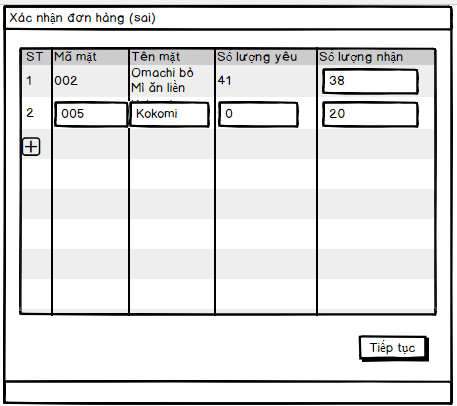 Xác nhận đơn hàng (sai)
ST Mã mặt Tên mặt Số lượng yêu Số lượng nhận
1 002 Omachi bò 41 38
Mì ăn liền
2 005 Kokomi 0 20
Tiếp tục